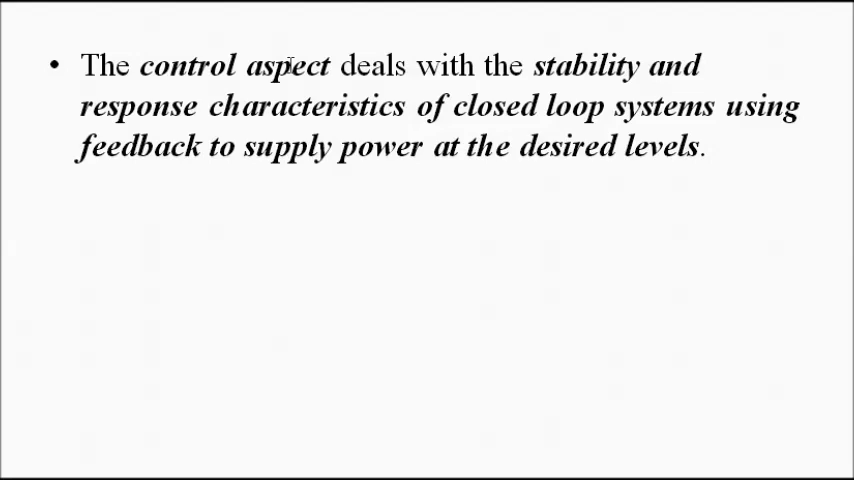 • The control aspect deals with the stability and
response characteristics of closed loop systems using
feedback to supply power at the desired levels.